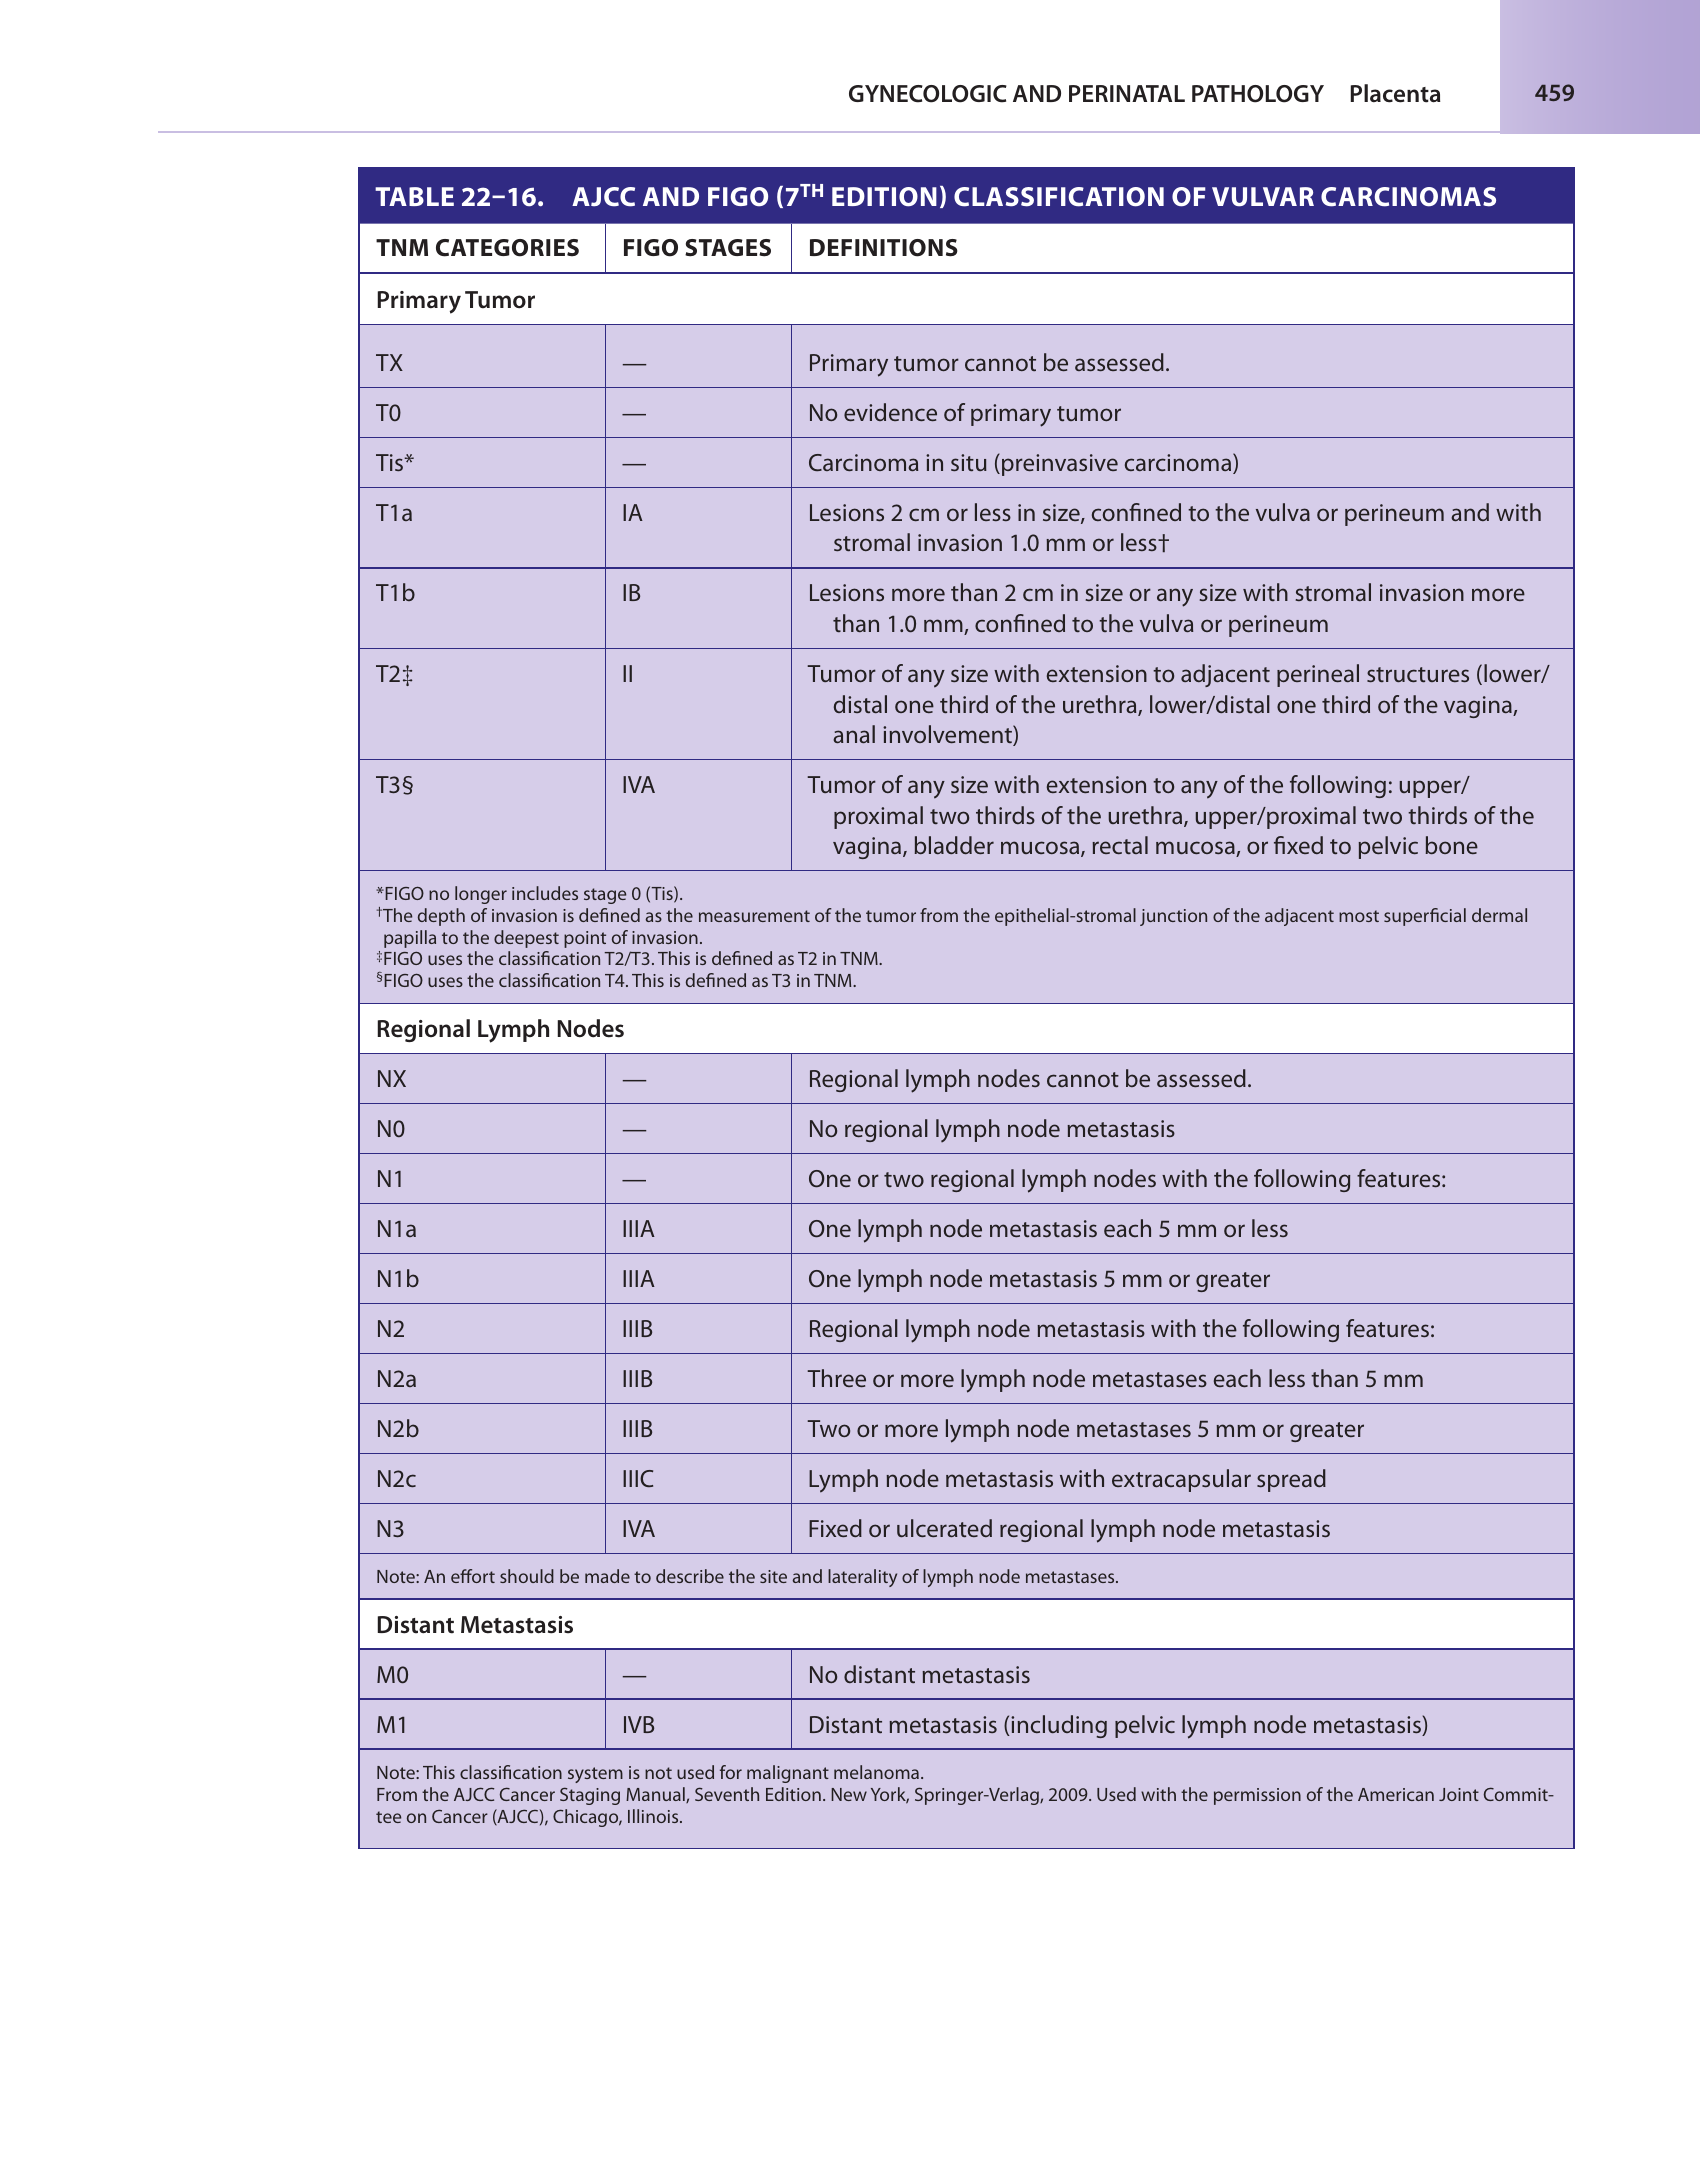 GYNECOLOGIC AND PERINATAL PATHOLOGY Placenta 459
TABLE 22–16. AJCC AND FIGO (7TH EDITION) CLASSIFICATION OF VULVAR CARCINOMAS
TNM CATEGORIES FIGO STAGES DEFINITIONS
Primary Tumor
TX — Primary tumor cannot be assessed.
T0 — No evidence of primary tumor
Tis* — Carcinoma in situ (preinvasive carcinoma)
T1a IA Lesions 2 cm or less in size, confined to the vulva or perineum and with
stromal invasion 1.0 mm or less†
T1b IB Lesions more than 2 cm in size or any size with stromal invasion more
than 1.0 mm, confined to the vulva or perineum
T2‡ II Tumor of any size with extension to adjacent perineal structures (lower/
distal one third of the urethra, lower/distal one third of the vagina,
anal involvement)
T3§ IVA Tumor of any size with extension to any of the following: upper/
proximal two thirds of the urethra, upper/proximal two thirds of the
vagina, bladder mucosa, rectal mucosa, or fixed to pelvic bone
*FIGO no longer includes stage 0 (Tis).
†The depth of invasion is defined as the measurement of the tumor from the epithelial-stromal junction of the adjacent most superficial dermal
papilla to the deepest point of invasion.
‡FIGO uses the classification T2/T3. This is defined as T2 in TNM.
§FIGO uses the classification T4. This is defined as T3 in TNM.
Regional Lymph Nodes
NX — Regional lymph nodes cannot be assessed.
N0 — No regional lymph node metastasis
N1 — One or two regional lymph nodes with the following features:
N1a IIIA One lymph node metastasis each 5 mm or less
N1b IIIA One lymph node metastasis 5 mm or greater
N2 IIIB Regional lymph node metastasis with the following features:
N2a IIIB Three or more lymph node metastases each less than 5 mm
N2b IIIB Two or more lymph node metastases 5 mm or greater
N2c IIIC Lymph node metastasis with extracapsular spread
N3 IVA Fixed or ulcerated regional lymph node metastasis
Note: An effort should be made to describe the site and laterality of lymph node metastases.
Distant Metastasis
M0 — No distant metastasis
M1 IVB Distant metastasis (including pelvic lymph node metastasis)
Note: This classification system is not used for malignant melanoma.
From the AJCC Cancer Staging Manual, Seventh Edition. New York, Springer-Verlag, 2009. Used with the permission of the American Joint Commit-
tee on Cancer (AJCC), Chicago, Illinois.